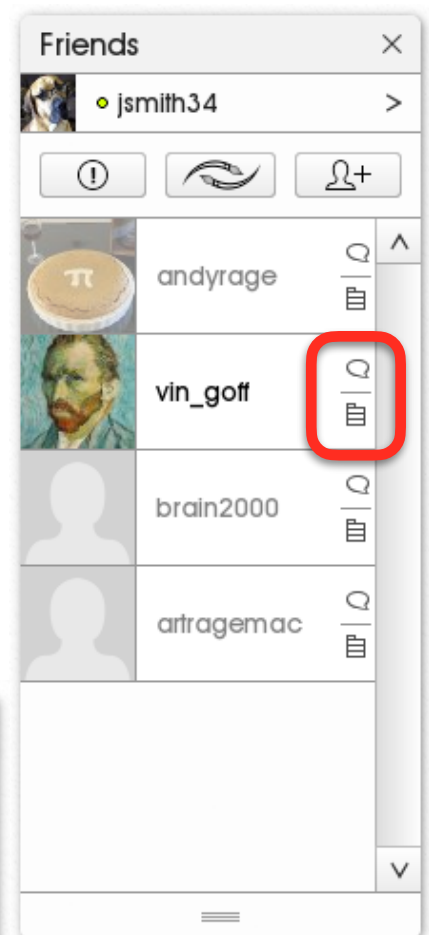 Friends
jsmith34
π
andyrage
vin_goff
brain2000
artragemac